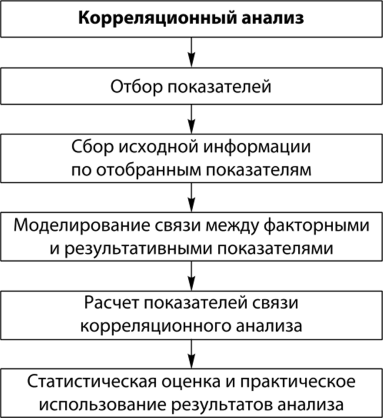 Корреляционный анализ
Отбор показателей
Сбор исходной информации
по отобранным показателям
Моделирование связи между факторными
и результативными показателями
Расчет показателей связи
корреляционного анализа
Статистическая оценка и практическое
использование результатов анализа